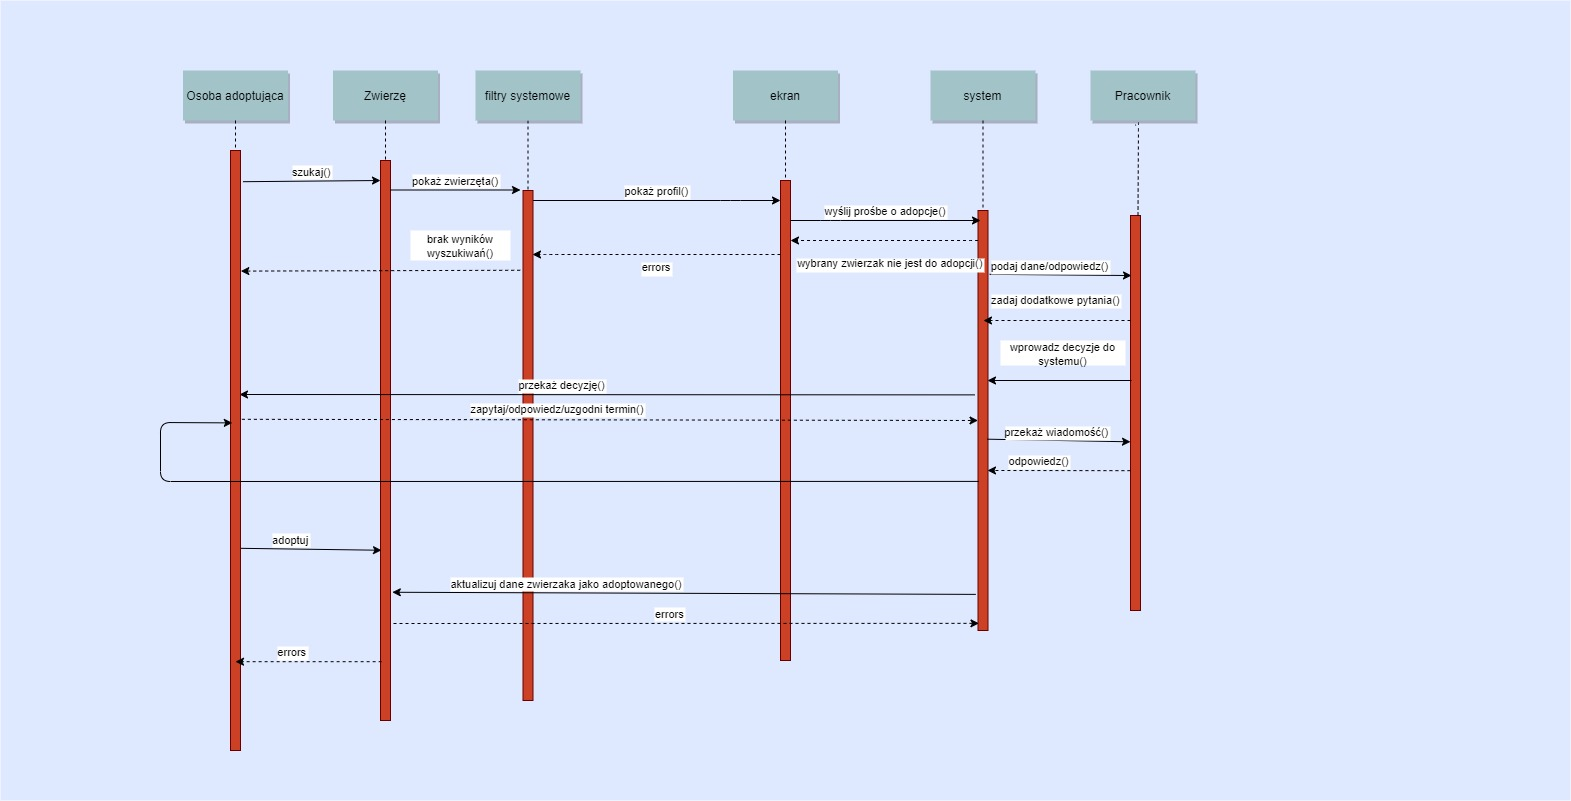 Osoba adoptująca
Zwierzę
filtry systemowe
ekran
system
Pracownik
szukaj()
pokaż zwierzęta()
pokaż profil()
wyślij prośbe o adopcje()
brak wyników
wyszukiwań()
errors
wybrany zwierzak nie jest do adopcji()
podaj dane/odpowiedz()
zadaj dodatkowe pytania()
wprowadz decyzje do
systemu()
przekaż decyzję()
zapytaj/odpowiedz/uzgodni termin()
przekaż wiadomość()
odpowiedz()
adoptuj
aktualizuj dane zwierzaka jako adoptowanego()
errors
errors